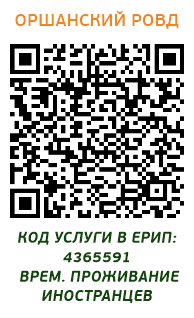 ОРШАНСКИЙ РОВД
КОД УСЛУГИ В ЕРИП:
4365591
ВРЕМ. ПРОЖИВАНИЕ
ИНОСТРАНЦЕВ